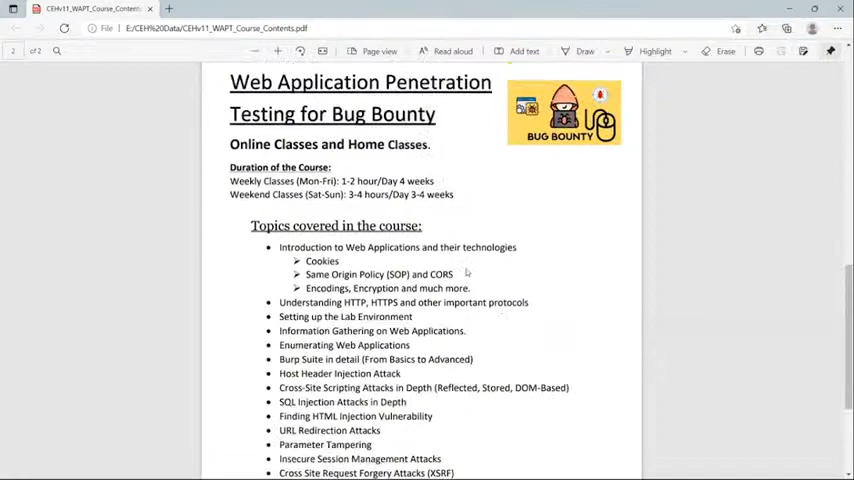 CEHv11_WAPT_Course_Contents
File
E:/CEH%20Data/CEHv11_WAPT_Course_Contents.pdf
2 of 2
Page view
Read aloud
Add text
Draw
Highlight
Erase
Web Application Penetration
Testing for Bug Bounty
BUG BOUNTY
Online Classes and Home Classes.
Duration of the Course:
Weekly Classes (Mon-Fri): 1-2 hour/Day 4 weeks
Weekend Classes (Sat-Sun): 3-4 hours/Day 3-4 weeks
Topics covered in the course:
• Introduction to Web Applications and their technologies
➢ Cookies
➢ Same Origin Policy (SOP) and CORS
➢ Encodings, Encryption and much more.
• Understanding HTTP, HTTPS and other important protocols
• Setting up the Lab Environment
• Information Gathering on Web Applications.
• Enumerating Web Applications
• Burp Suite in detail (From Basics to Advanced)
• Host Header Injection Attack
• Cross-Site Scripting Attacks in Depth (Reflected, Stored, DOM-Based)
• SQL Injection Attacks in Depth
• Finding HTML Injection Vulnerability
• URL Redirection Attacks
• Parameter Tampering
• Insecure Session Management Attacks
• Cross Site Request Forgery Attacks (XSRF)